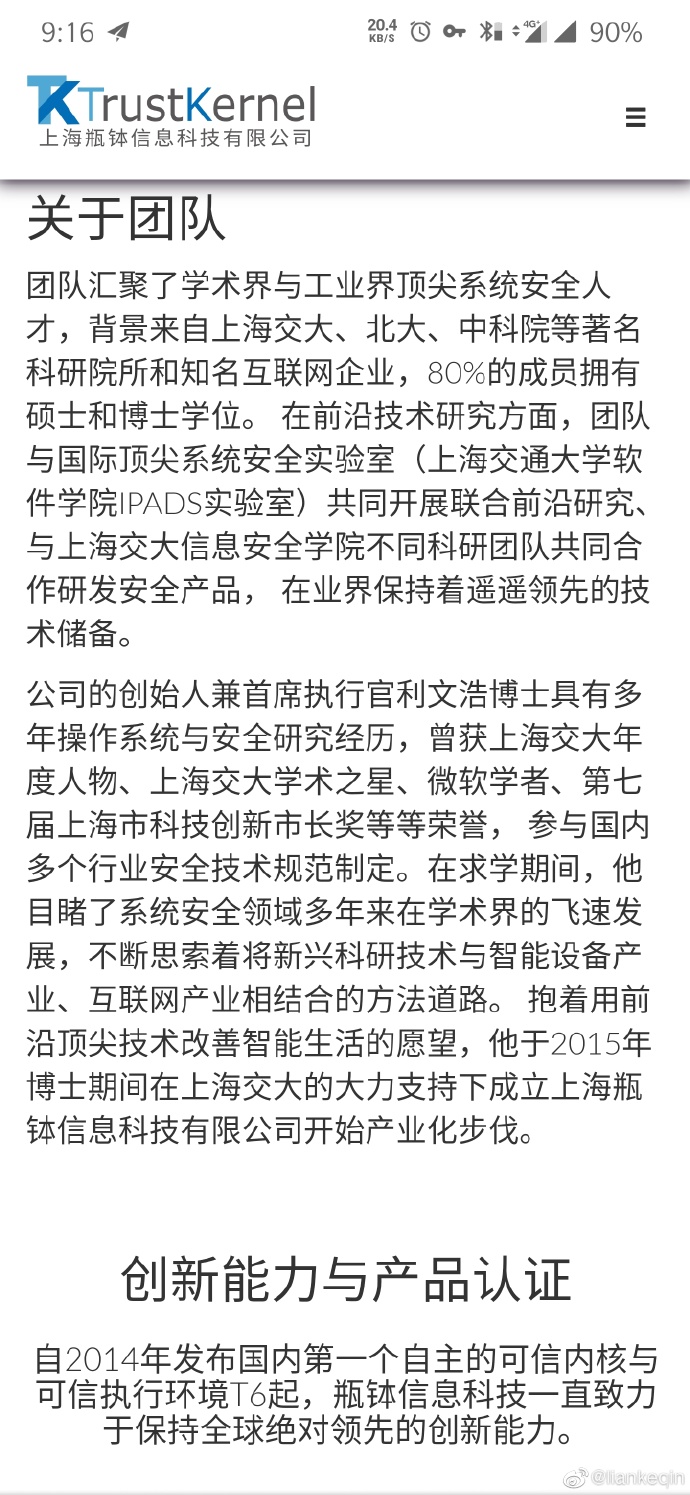 9:16
20.4
KB/S
4G+
90%
TK TrustKernel
上海瓶钵信息科技有限公司
关于团队
团队汇聚了学术界与工业界顶尖系统安全人
才，背景来自上海交大、北大、中科院等著名
科研院所和知名互联网企业，80%的成员拥有
硕士和博士学位。 在前沿技术研究方面，团队
与国际顶尖系统安全实验室（上海交通大学软
件学院IPADS实验室）共同开展联合前沿研究、
与上海交大信息安全学院不同科研团队共同合
作研发安全产品， 在业界保持着遥遥领先的技
术储备。
公司的创始人兼首席执行官利文浩博士具有多
年操作系统与安全研究经历，曾获上海交大年
度人物、上海交大学术之星、微软学者、第七
届上海市科技创新市长奖等等荣誉， 参与国内
多个行业安全技术规范制定。在求学期间，他
目睹了系统安全领域多年来在学术界的飞速发
展，不断思索着将新兴科研技术与智能设备产
业、互联网产业相结合的方法道路。 抱着用前
沿顶尖技术改善智能生活的愿望，他于2015年
博士期间在上海交大的大力支持下成立上海瓶
钵信息科技有限公司开始产业化步伐。
创新能力与产品认证
自2014年发布国内第一个自主的可信内核与
可信执行环境T6起，瓶钵信息科技一直致力
于保持全球绝对领先的创新能力。
@liankeqin